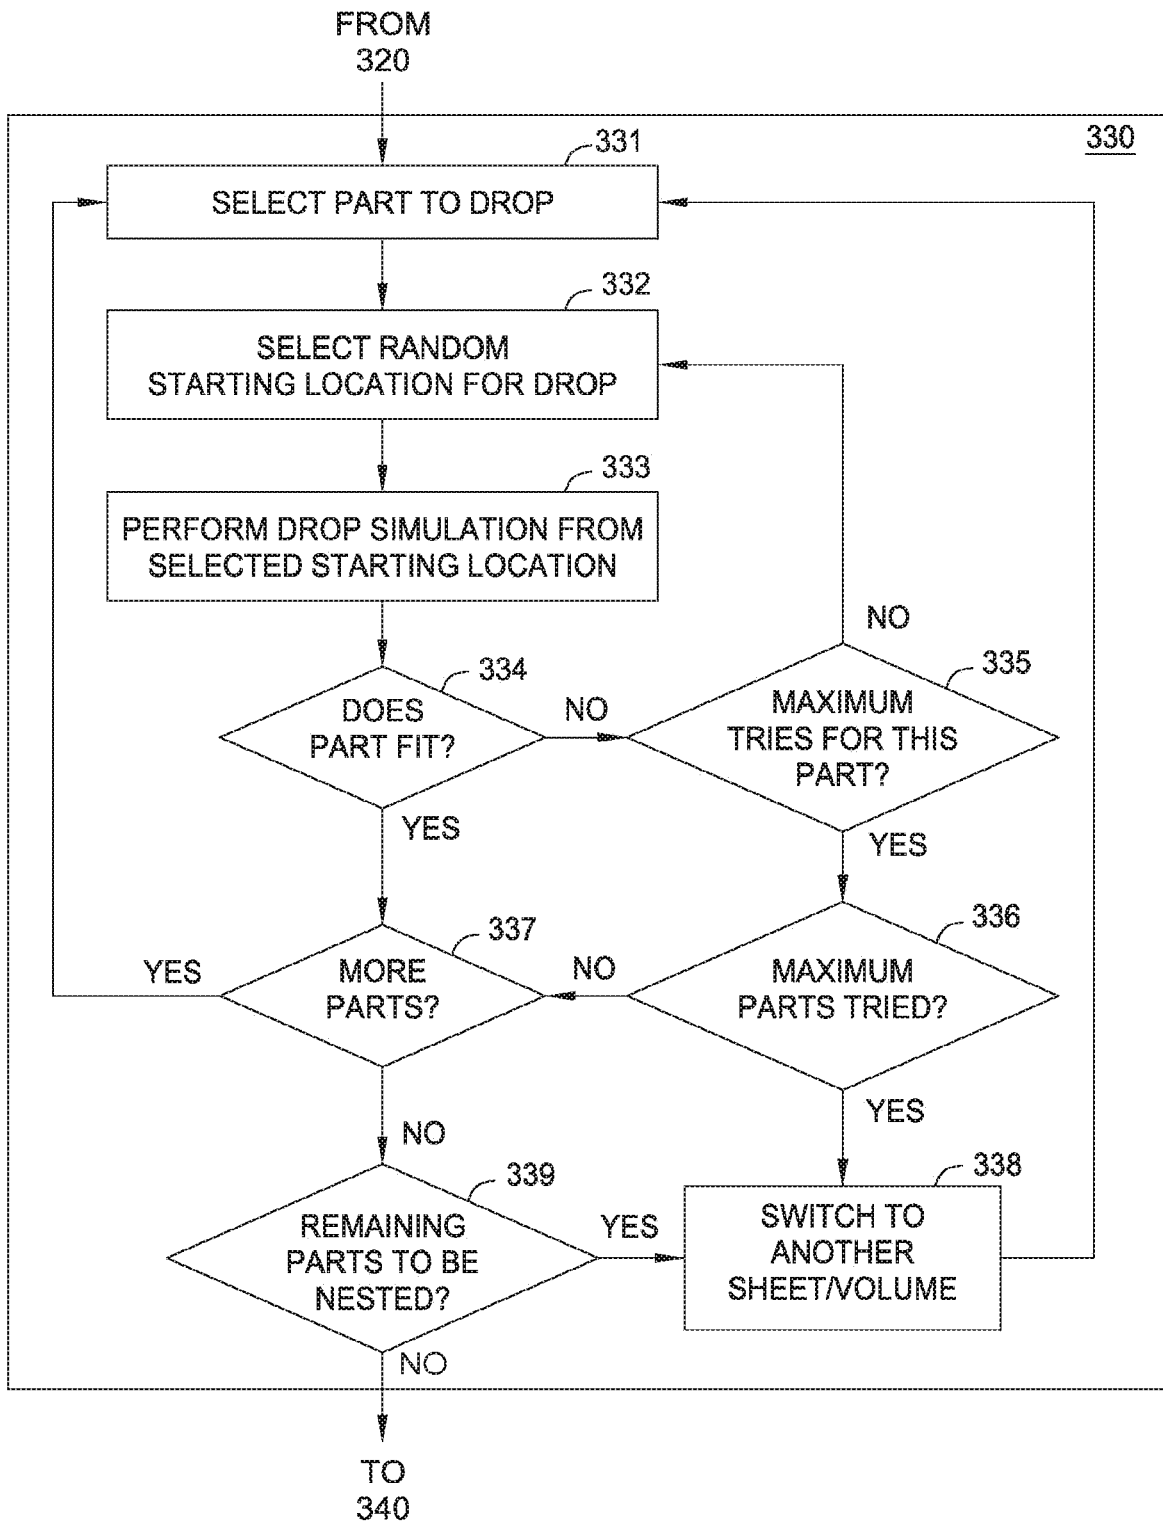 FROM
320
330
331
SELECT PART TO DROP
332
SELECT RANDOM
STARTING LOCATION FOR DROP
333
PERFORM DROP SIMULATION FROM
SELECTED STARTING LOCATION
NO
334
DOES
PART FIT?
NO
335
MAXIMUM
TRIES FOR THIS
PART?
YES
YES
337
MORE
PARTS?
YES
NO
336
MAXIMUM
PARTS TRIED?
YES
NO
339
REMAINING
PARTS TO BE
NESTED?
YES
338
SWITCH TO
ANOTHER
SHEET/VOLUME
NO
TO
340